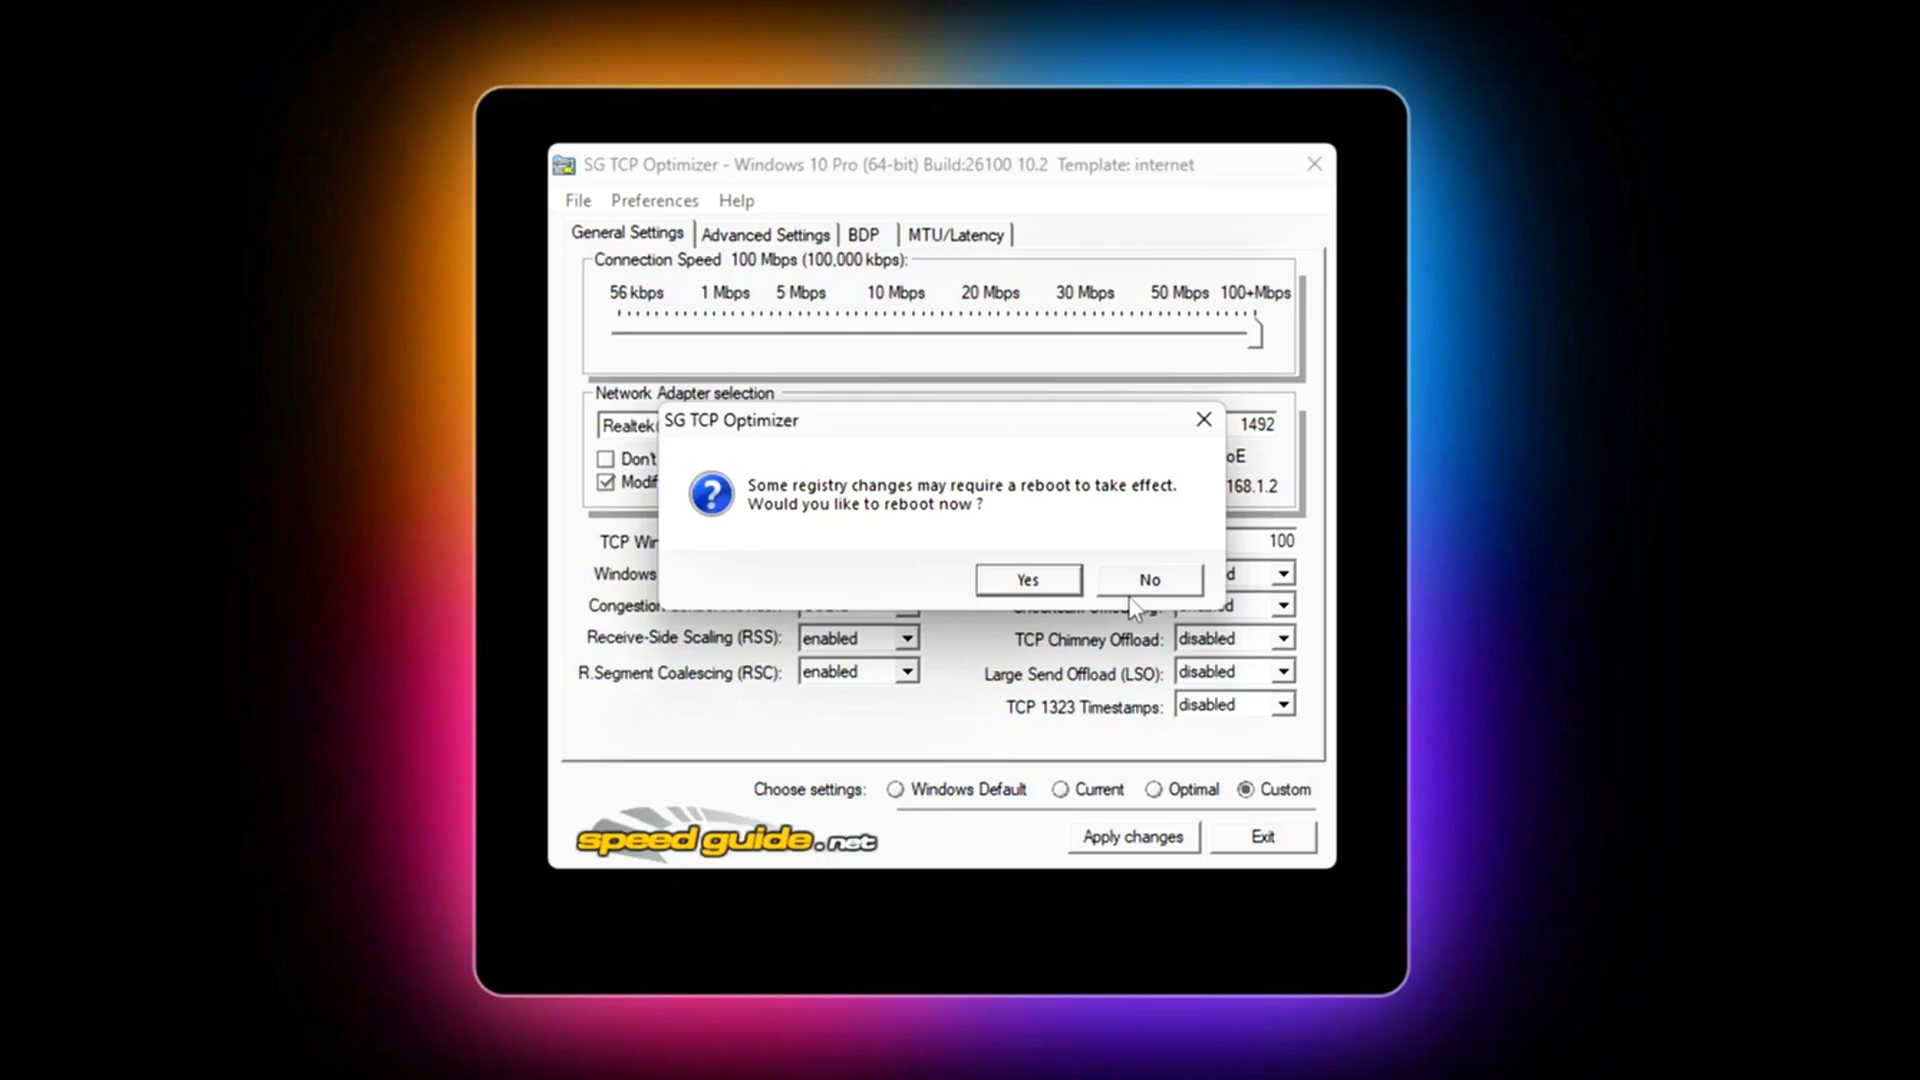 SG TCP Optimizer - Windows 10 Pro (64-bit) Build:26100 10.2 Template: internet
File Preferences Help
General Settings Advanced Settings BDP MTU/Latency
Connection Speed 100 Mbps (100,000 kbps):
56 kbps 1 Mbps 5 Mbps 10 Mbps 20 Mbps 30 Mbps 50 Mbps 100+Mbps
Network Adapter selection
SG TCP Optimizer
Realtek 1492
Don't oE
Modif 168.1.2
Some registry changes may require a reboot to take effect.
Would you like to reboot now ?
TCP Wi 100
Windows d
Yes No
Congestion
Receive-Side Scaling (RSS): enabled TCP Chimney Offload: disabled
R.Segment Coalescing (RSC): enabled Large Send Offload (LSO): disabled
TCP 1323 Timestamps: disabled
Choose settings: Windows Default Current Optimal Custom
speed guide.net Apply changes Exit